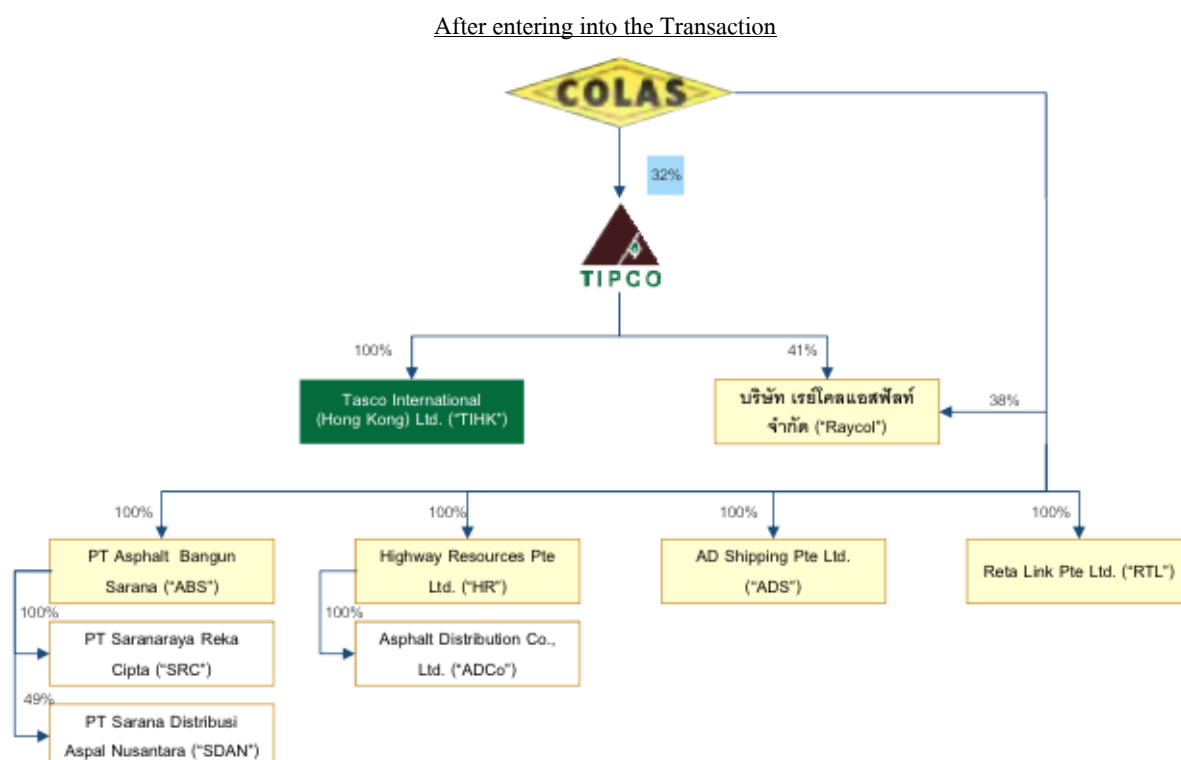 After entering into the Transaction
COLAS
32%
TIPCO
100%
41%
Tasco International
(Hong Kong) Ltd. (“TIHK”)
บริษัท เรย์โคลแอสฟัลท์
จำกัด (“Raycol”)
38%
100%
100%
100%
100%
PT Asphalt Bangun
Sarana (“ABS”)
Highway Resources Pte
Ltd. (“HR”)
AD Shipping Pte Ltd.
(“ADS”)
Reta Link Pte Ltd. (“RTL”)
100%
100%
PT Saranaraya Reka
Cipta (“SRC”)
Asphalt Distribution Co.,
Ltd. (“ADCo”)
49%
PT Sarana Distribusi
Aspal Nusantara (“SDAN”)